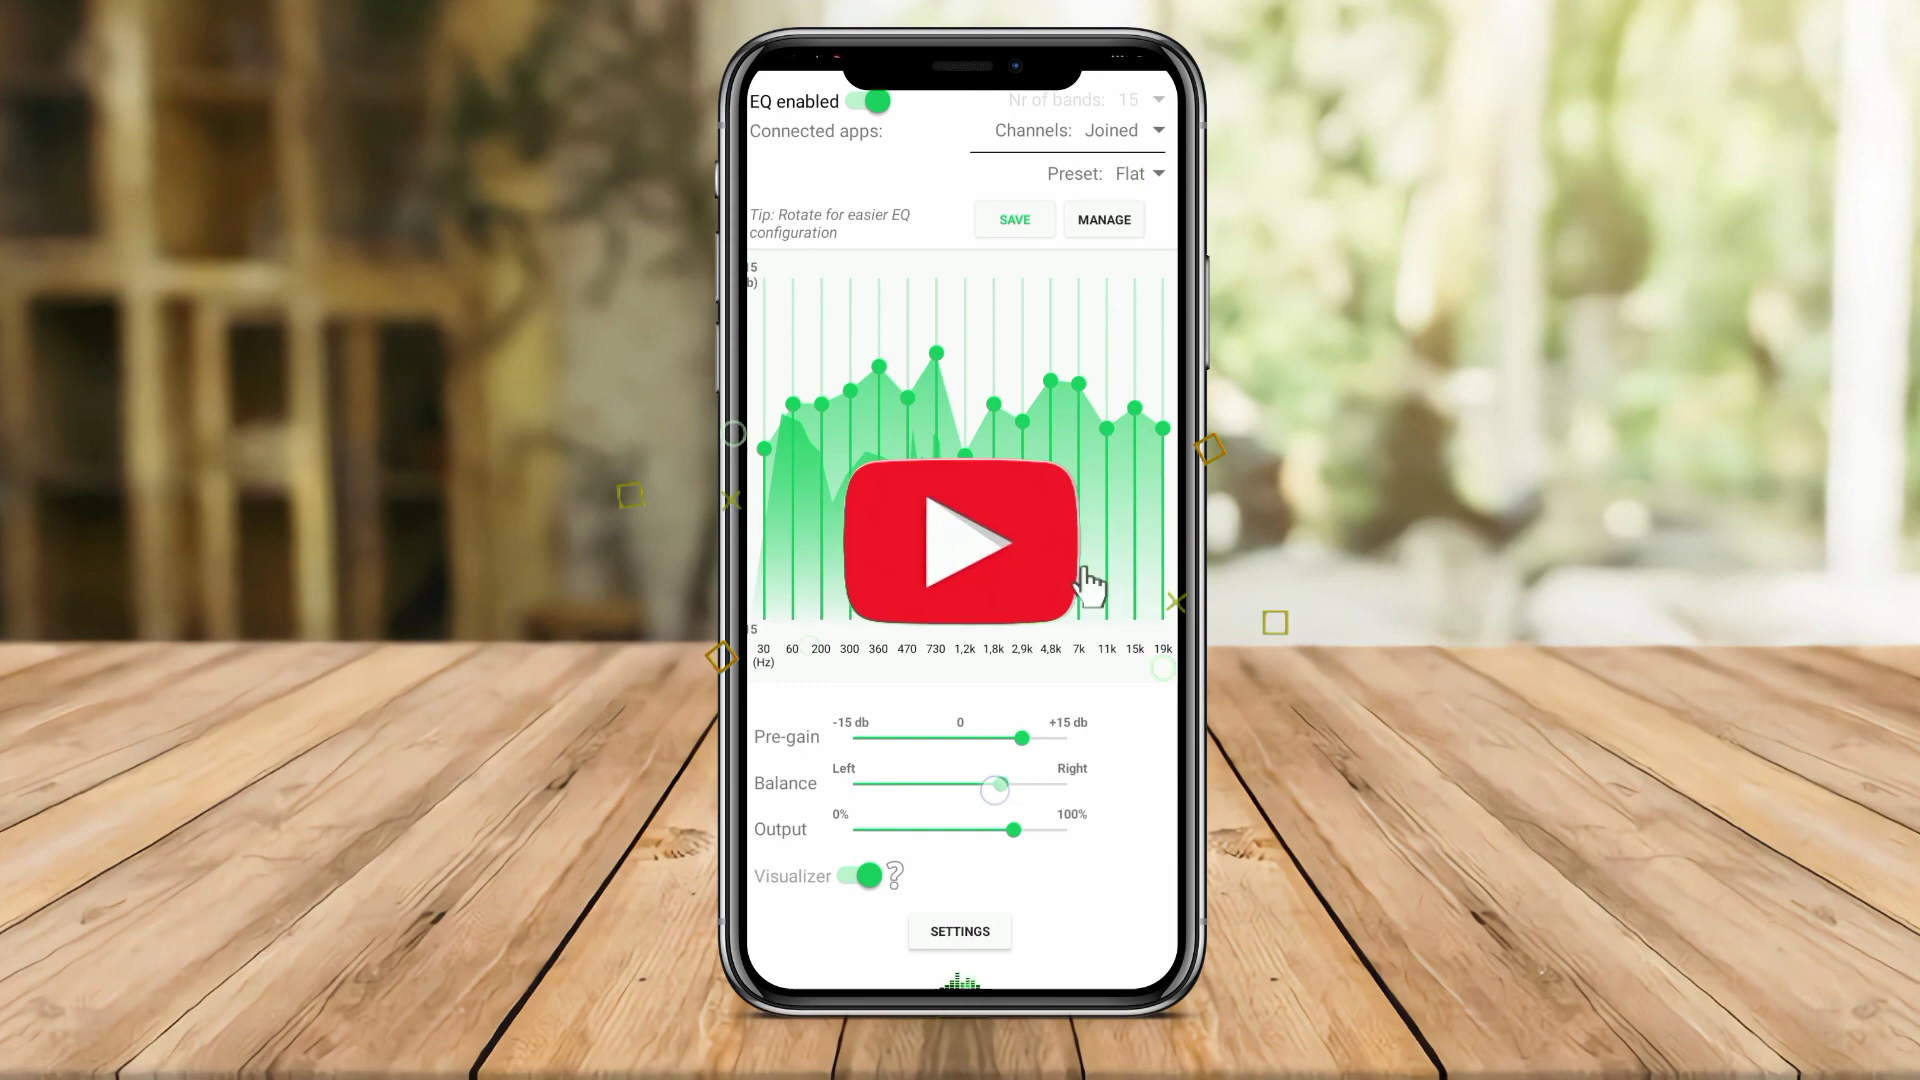 EQ enabled
Nr of bands: 15
Connected apps:
Channels: Joined
Preset: Flat
Tip: Rotate for easier EQ
configuration
SAVE
MANAGE
15
b)
15
30 60 200 300 360 470 730 1,2k 1,8k 2,9k 4,8k 7k 11k 15k 19k
(Hz)
-15 db 0 +15 db
Pre-gain
Left Right
Balance
0% 100%
Output
Visualizer ?
SETTINGS